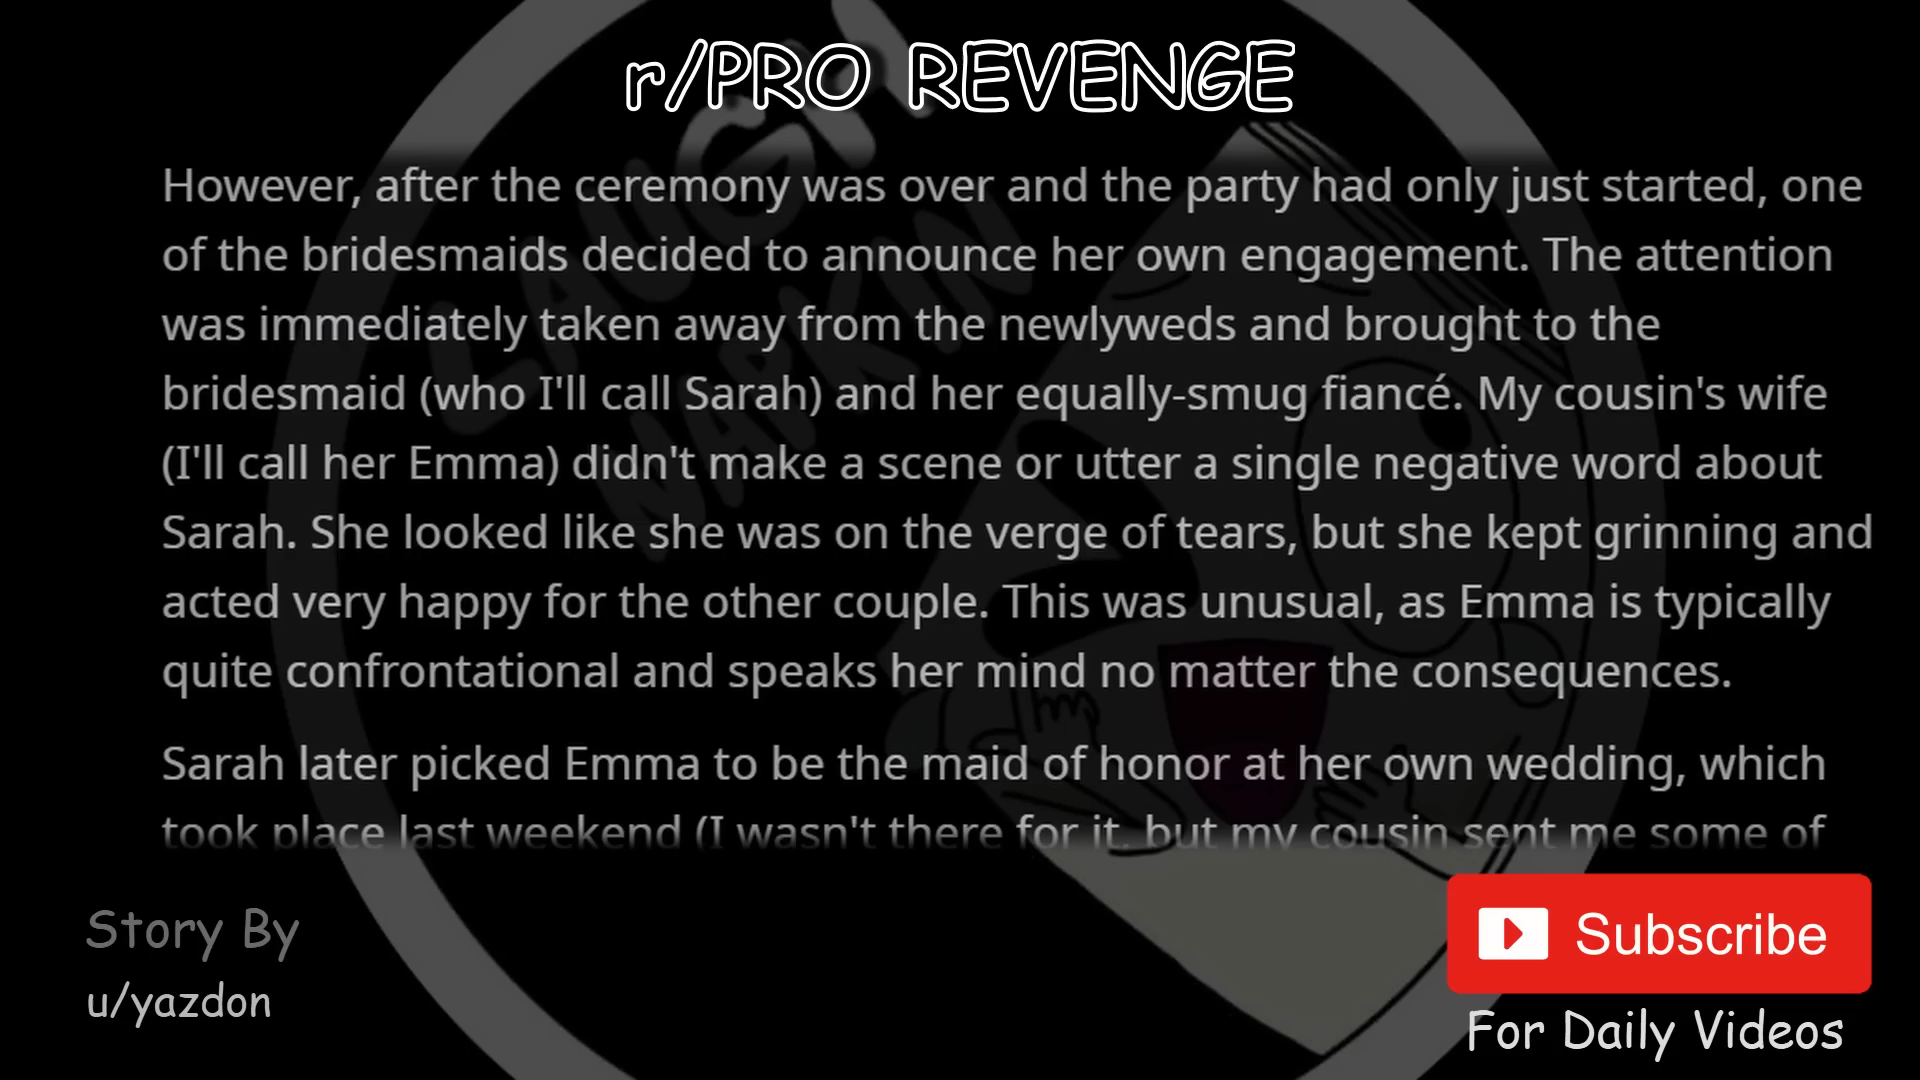 r/PRO REVENGE
LAUGH
NAPKIN
However, after the ceremony was over and the party had only just started, one
of the bridesmaids decided to announce her own engagement. The attention
was immediately taken away from the newlyweds and brought to the
bridesmaid (who I'll call Sarah) and her equally-smug fiancé. My cousin's wife
(I'll call her Emma) didn't make a scene or utter a single negative word about
Sarah. She looked like she was on the verge of tears, but she kept grinning and
acted very happy for the other couple. This was unusual, as Emma is typically
quite confrontational and speaks her mind no matter the consequences.
Sarah later picked Emma to be the maid of honor at her own wedding, which
took place last weekend (I wasn't there for it, but my cousin sent me some of
Story By
u/yazdon
Subscribe
For Daily Videos